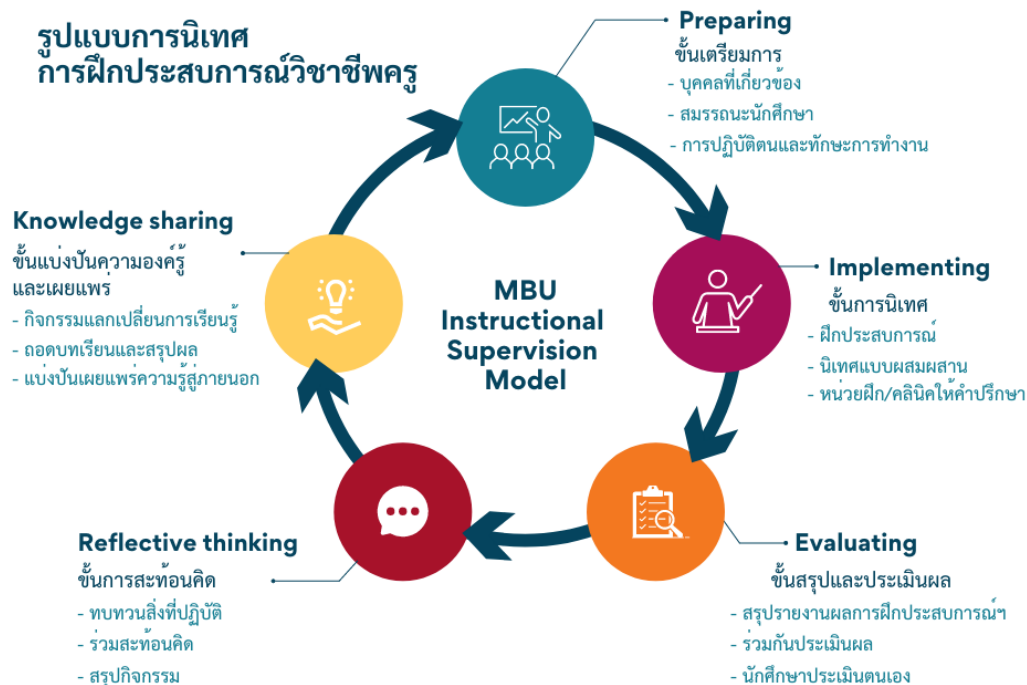 รูปแบบการนิเทศ
การฝึกประสบการณ์วิชาชีพครู
Preparing
ขั้นเตรียมการ
- บุคคลที่เกี่ยวข้อง
- สมรรถนะนักศึกษา
- การปฏิบัติตนและทักษะการทำงาน
Implementing
ขั้นการนิเทศ
- ฝึกประสบการณ์
- นิเทศแบบผสมผสาน
- หน่วยฝึก/คลินิคให้คำปรึกษา
Evaluating
ขั้นสรุปและประเมินผล
- สรุปรายงานผลการฝึกประสบการณ์ฯ
- ร่วมกันประเมินผล
- นักศึกษาประเมินตนเอง
Reflective thinking
ขั้นการสะท้อนคิด
- ทบทวนสิ่งที่ปฏิบัติ
- ร่วมสะท้อนคิด
- สรุปกิจกรรม
Knowledge sharing
ขั้นแบ่งปันความองค์รู้
และเผยแพร่
- กิจกรรมแลกเปลี่ยนการเรียนรู้
- ถอดบทเรียนและสรุปผล
- แบ่งปันเผยแพร่ความรู้สู่ภายนอก
MBU
Instructional
Supervision
Model